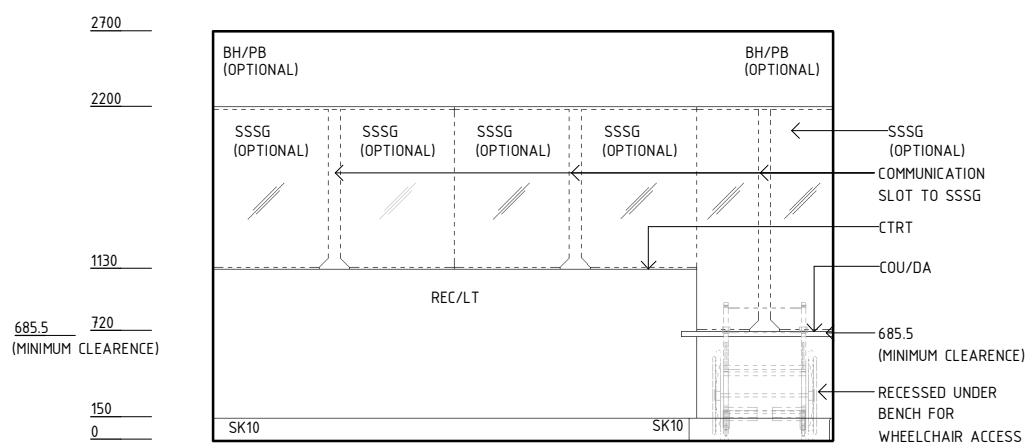 2700
BH/PB
(OPTIONAL)
BH/PB
(OPTIONAL)
2200
SSSG
(OPTIONAL)
SSSG
(OPTIONAL)
SSSG
(OPTIONAL)
SSSG
(OPTIONAL)
SSSG
(OPTIONAL)
COMMUNICATION
SLOT TO SSSG
CTRT
1130
COU/DA
REC/LT
720
685.5
(MINIMUM CLEARENCE)
685.5
(MINIMUM CLEARENCE)
RECESSED UNDER
BENCH FOR
WHEELCHAIR ACCESS
150
0
SK10
SK10